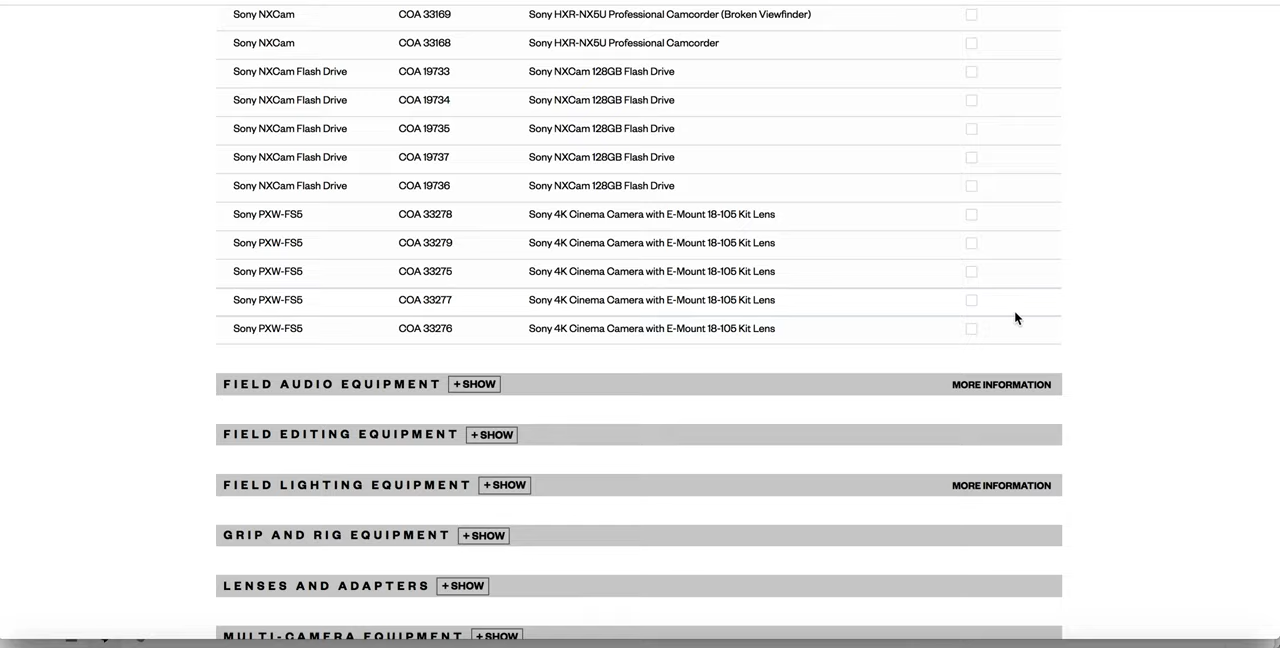 Sony NXCam COA 33169 Sony HXR-NX5U Professional Camcorder (Broken Viewfinder)
Sony NXCam COA 33168 Sony HXR-NX5U Professional Camcorder
Sony NXCam Flash Drive COA 19733 Sony NXCam 128GB Flash Drive
Sony NXCam Flash Drive COA 19734 Sony NXCam 128GB Flash Drive
Sony NXCam Flash Drive COA 19735 Sony NXCam 128GB Flash Drive
Sony NXCam Flash Drive COA 19737 Sony NXCam 128GB Flash Drive
Sony NXCam Flash Drive COA 19736 Sony NXCam 128GB Flash Drive
Sony PXW-FS5 COA 33278 Sony 4K Cinema Camera with E-Mount 18-105 Kit Lens
Sony PXW-FS5 COA 33279 Sony 4K Cinema Camera with E-Mount 18-105 Kit Lens
Sony PXW-FS5 COA 33275 Sony 4K Cinema Camera with E-Mount 18-105 Kit Lens
Sony PXW-FS5 COA 33277 Sony 4K Cinema Camera with E-Mount 18-105 Kit Lens
Sony PXW-FS5 COA 33276 Sony 4K Cinema Camera with E-Mount 18-105 Kit Lens
FIELD AUDIO EQUIPMENT + SHOW MORE INFORMATION
FIELD EDITING EQUIPMENT + SHOW
FIELD LIGHTING EQUIPMENT + SHOW MORE INFORMATION
GRIP AND RIG EQUIPMENT + SHOW
LENSES AND ADAPTERS + SHOW
MULTI-CAMERA EQUIPMENT + SHOW